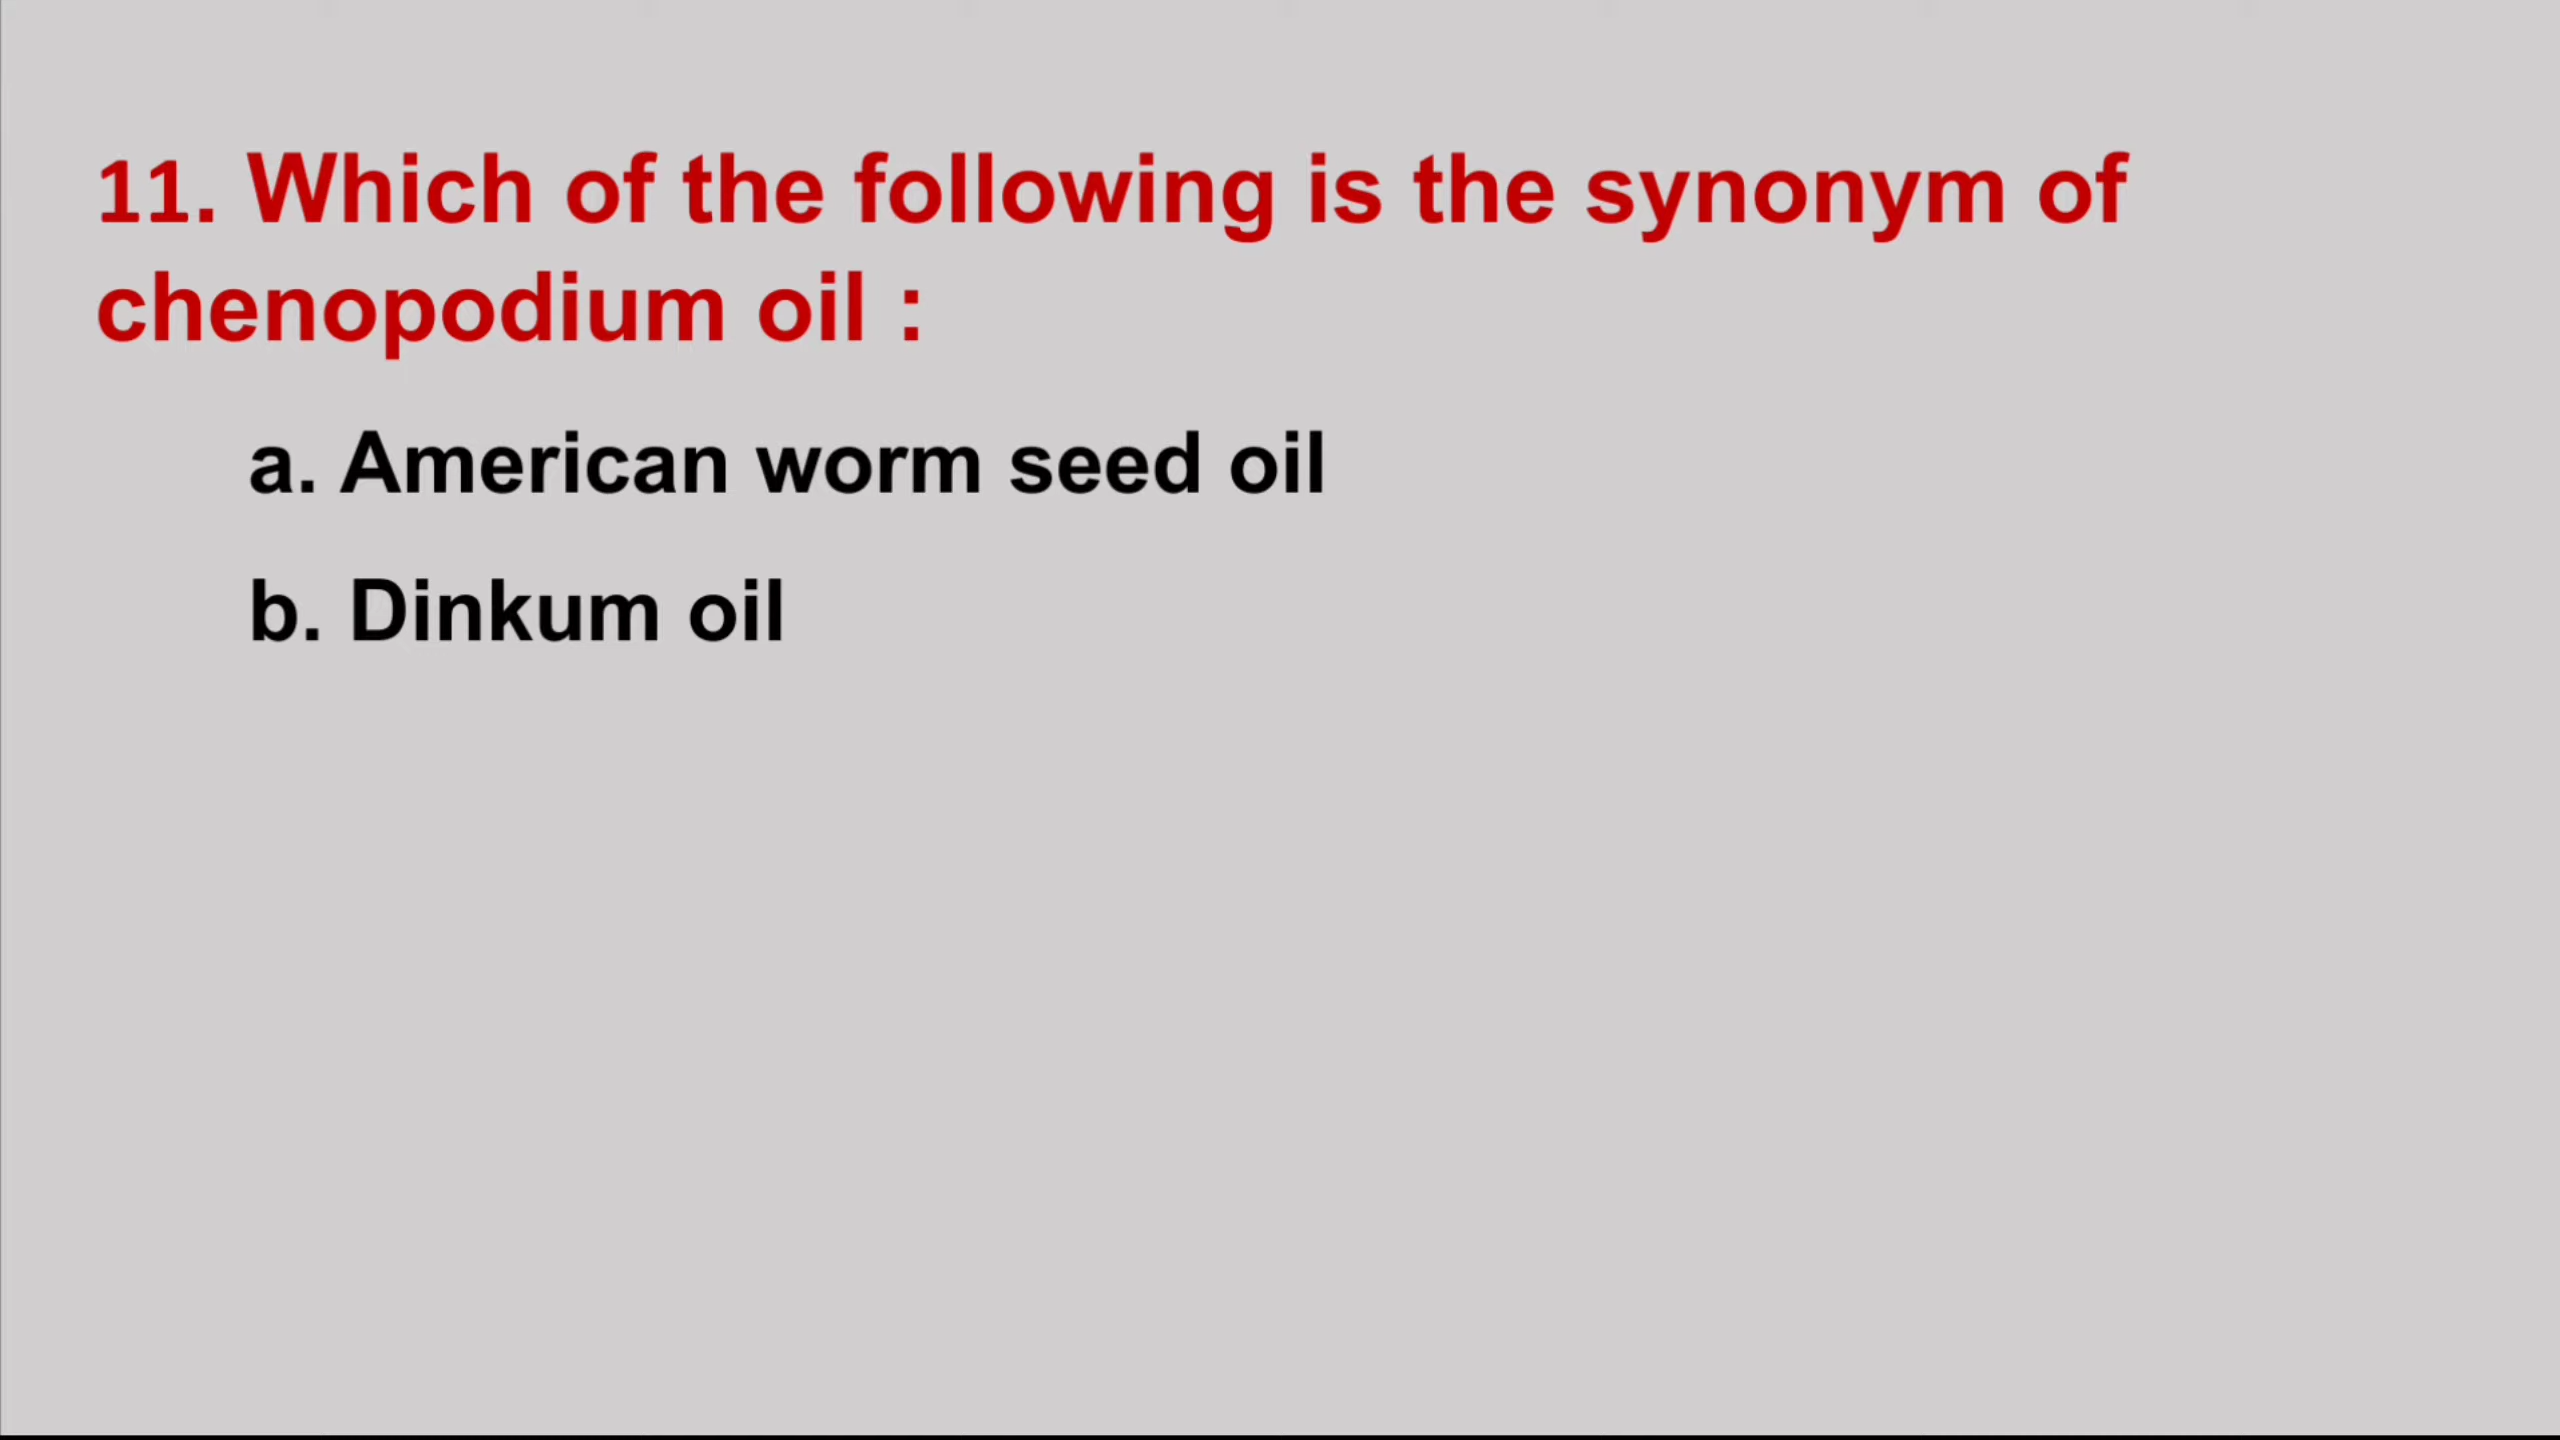 11. Which of the following is the synonym of
chenopodium oil :
a. American worm seed oil
b. Dinkum oil